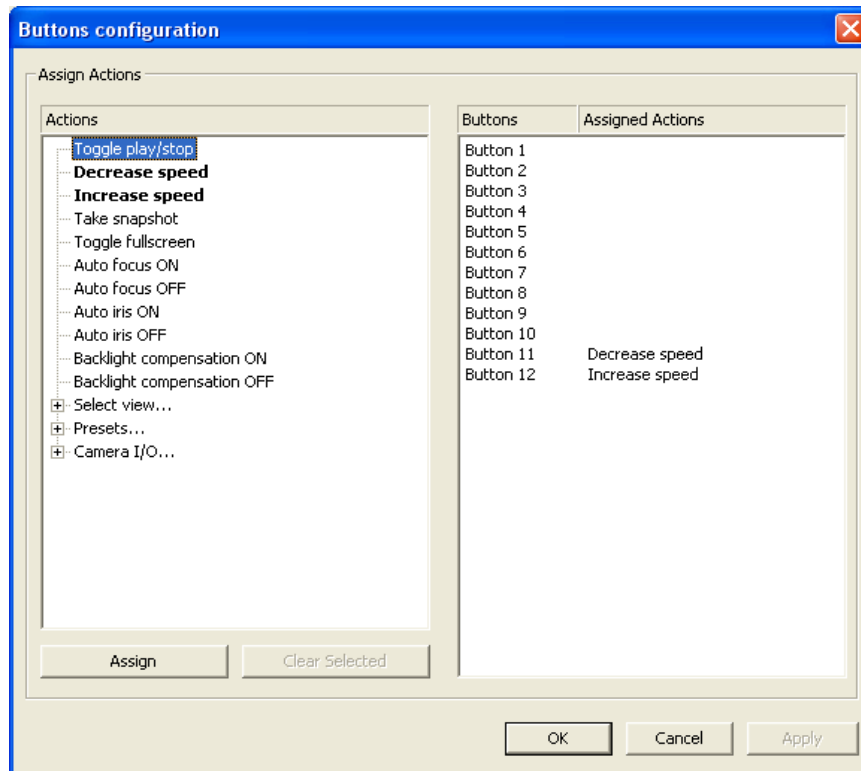 Buttons configuration
Assign Actions
Actions
Toggle play/stop
Decrease speed
Increase speed
Take snapshot
Toggle fullscreen
Auto focus ON
Auto focus OFF
Auto iris ON
Auto iris OFF
Backlight compensation ON
Backlight compensation OFF
Select view...
Presets...
Camera I/O...
Assign Clear Selected
Buttons Assigned Actions
Button 1
Button 2
Button 3
Button 4
Button 5
Button 6
Button 7
Button 8
Button 9
Button 10
Button 11 Decrease speed
Button 12 Increase speed
OK Cancel Apply